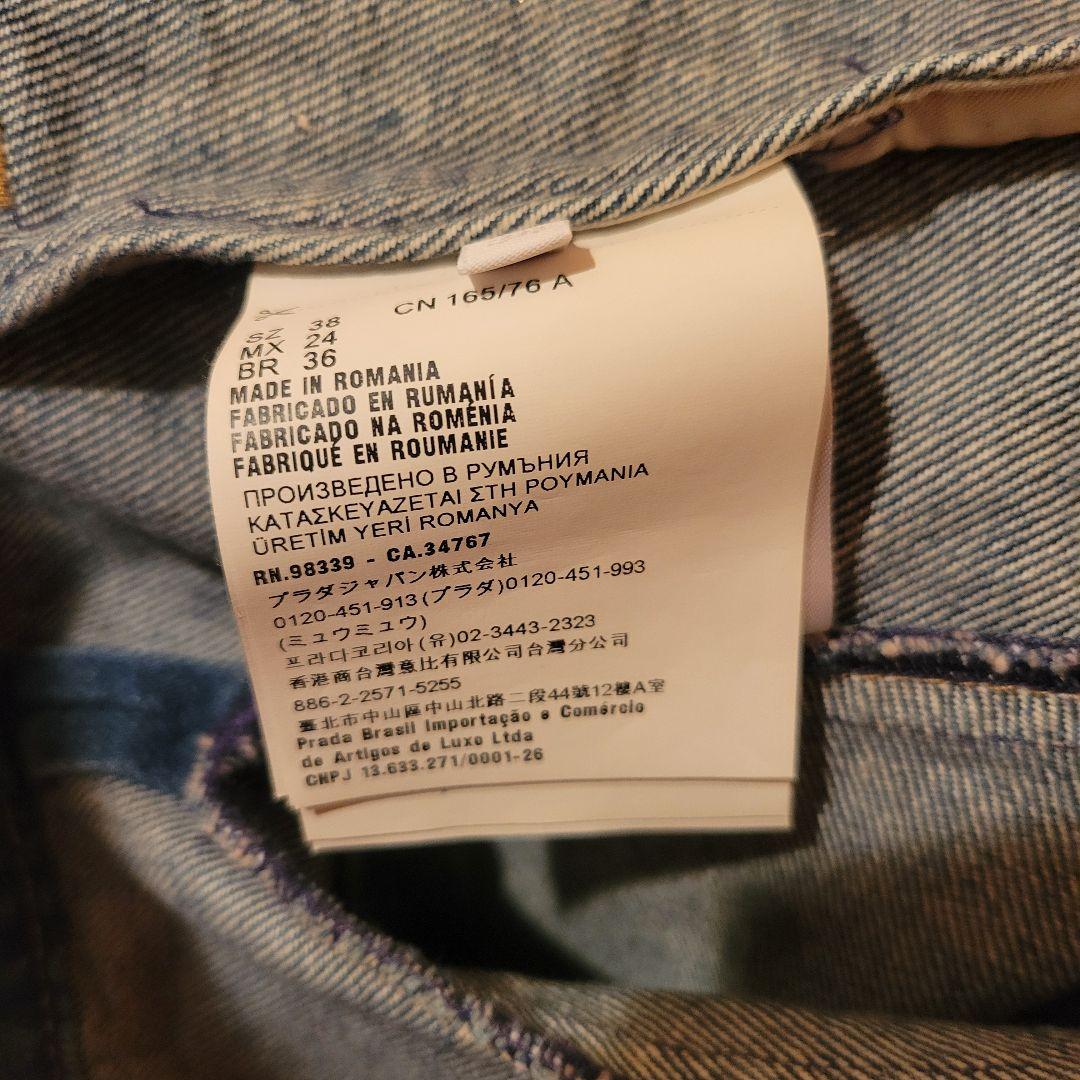 CN 165/76 A
SZ 38
MX 24
BR 36
MADE IN ROMANIA
FABRICADO EN RUMANÍA
FABRICADO NA ROMÉNIA
FABRIQUÉ EN ROUMANIE
ПРОИЗВЕДЕНО В РУМЪНИЯ
ΚΑΤΑΣΚΕΥΑΖΕΤΑΙ ΣΤΗ ΡΟΥΜΑΝΙΑ
ÜRETİM YERİ ROMANYA
RN.98339 - CA.34767
プラダジャパン株式会社
0120-451-913(プラダ)0120-451-993
(ミュウミュウ)
프라다코리아(유)02-3443-2323
香港商台灣意比有限公司台灣分公司
886-2-2571-5255
臺北市中山區中山北路二段44號12樓A室
Prada Brasil Importação e Comércio
de Artigos de Luxo Ltda
CNPJ 13.633.271/0001-26